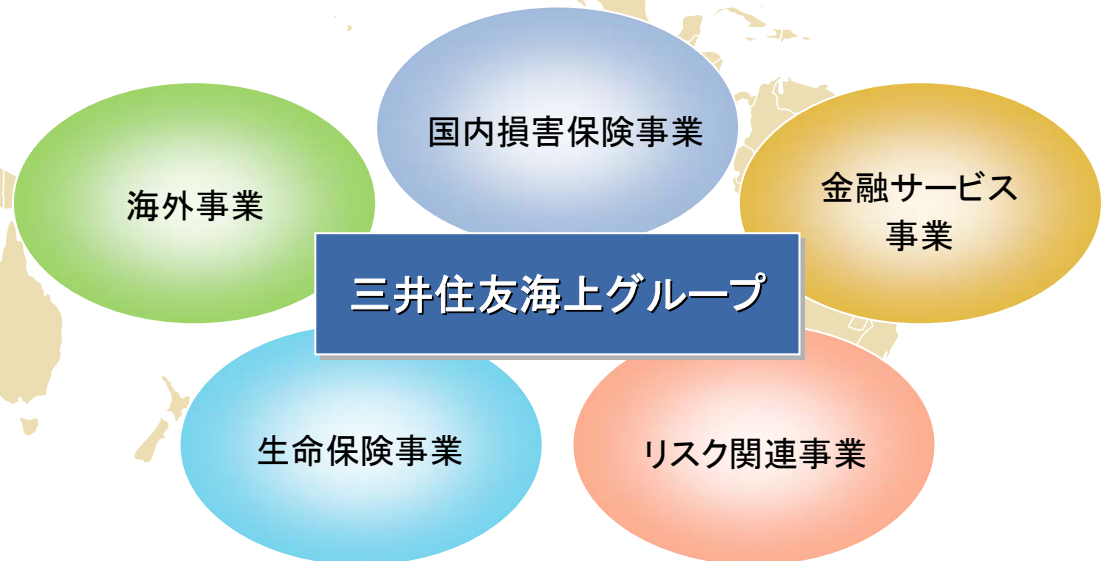 国内損害保険事業
海外事業
金融サービス
事業
三井住友海上グループ
生命保険事業
リスク関連事業